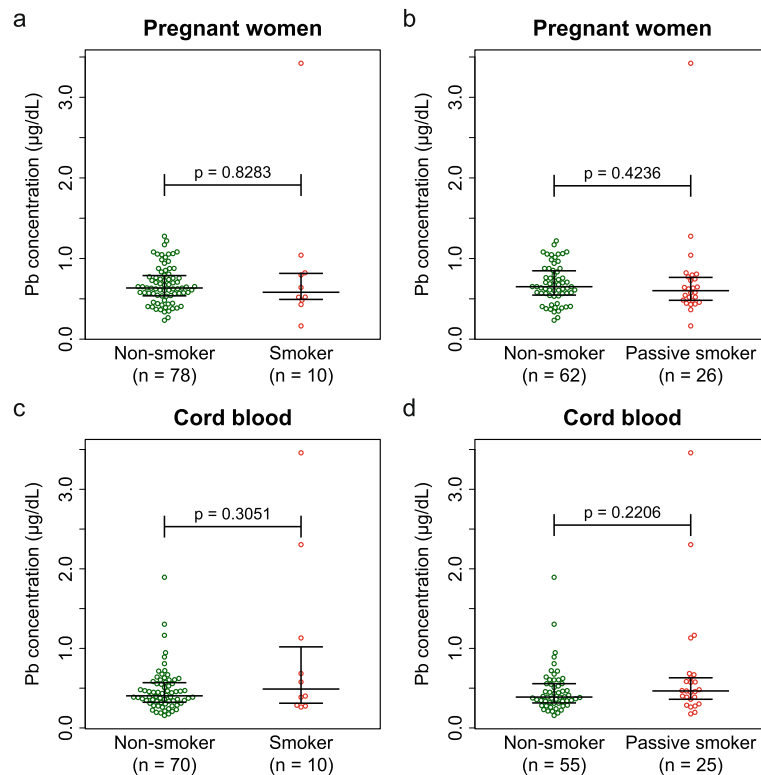 a
Pregnant women
Pb concentration (µg/dL)
0.0 1.0 2.0 3.0
p = 0.8283
Non-smoker Smoker
(n = 78) (n = 10)
b
Pregnant women
Pb concentration (µg/dL)
0.0 1.0 2.0 3.0
p = 0.4236
Non-smoker Passive smoker
(n = 62) (n = 26)
c
Cord blood
Pb concentration (µg/dL)
0.0 1.0 2.0 3.0
p = 0.3051
Non-smoker Smoker
(n = 70) (n = 10)
d
Cord blood
Pb concentration (µg/dL)
0.0 1.0 2.0 3.0
p = 0.2206
Non-smoker Passive smoker
(n = 55) (n = 25)